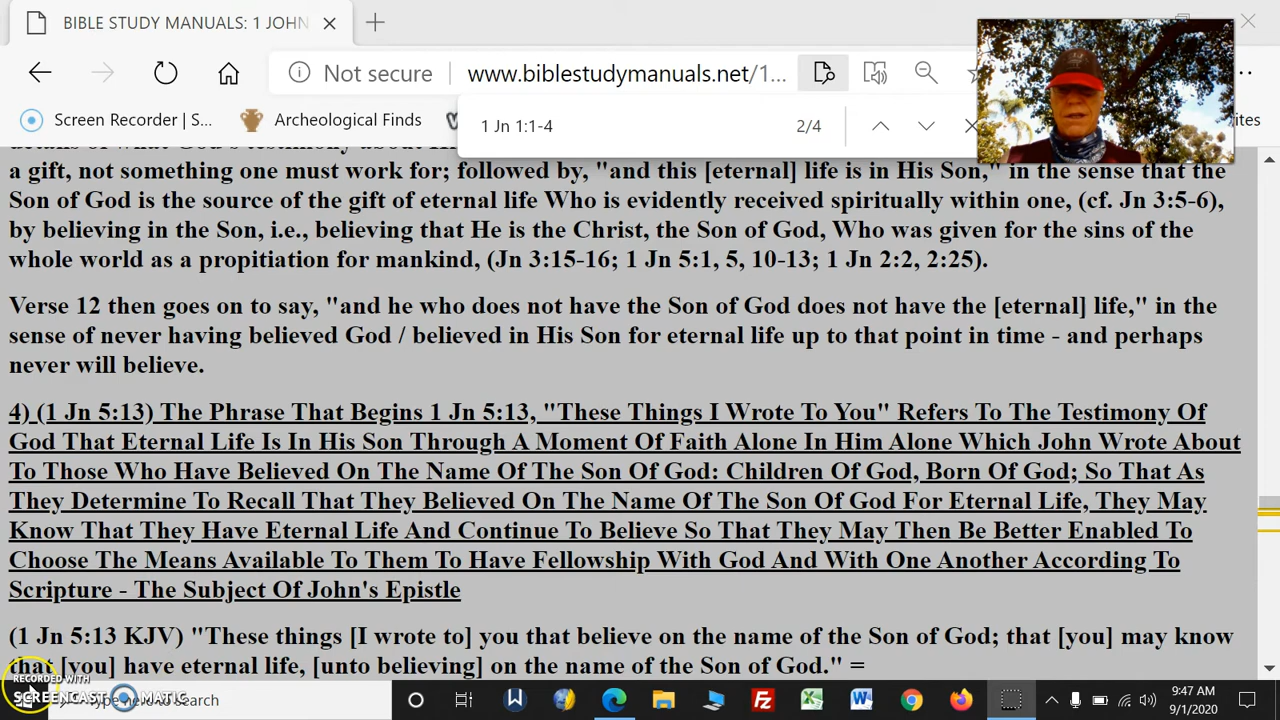 BIBLE STUDY MANUALS: 1 JOHN
Not secure
www.biblestudymanuals.net/1...
Screen Recorder | S...
Archeological Finds
ites
1 Jn 1:1-4
2/4
a gift, not something one must work for; followed by, "and this [eternal] life is in His Son," in the sense that the
Son of God is the source of the gift of eternal life Who is evidently received spiritually within one, (cf. Jn 3:5-6),
by believing in the Son, i.e., believing that He is the Christ, the Son of God, Who was given for the sins of the
whole world as a propitiation for mankind, (Jn 3:15-16; 1 Jn 5:1, 5, 10-13; 1 Jn 2:2, 2:25).
Verse 12 then goes on to say, "and he who does not have the Son of God does not have the [eternal] life," in the
sense of never having believed God / believed in His Son for eternal life up to that point in time - and perhaps
never will believe.
4) (1 Jn 5:13) The Phrase That Begins 1 Jn 5:13, "These Things I Wrote To You" Refers To The Testimony Of
God That Eternal Life Is In His Son Through A Moment Of Faith Alone In Him Alone Which John Wrote About
To Those Who Have Believed On The Name Of The Son Of God: Children Of God, Born Of God; So That As
They Determine To Recall That They Believed On The Name Of The Son Of God For Eternal Life, They May
Know That They Have Eternal Life And Continue To Believe So That They May Then Be Better Enabled To
Choose The Means Available To Them To Have Fellowship With God And With One Another According To
Scripture - The Subject Of John's Epistle
(1 Jn 5:13 KJV) "These things [I wrote to] you that believe on the name of the Son of God; that [you] may know
that [you] have eternal life, [unto believing] on the name of the Son of God." =
RECORDED WITH
SCREENCAST MATIC
Type here to search
9:47 AM
9/1/2020